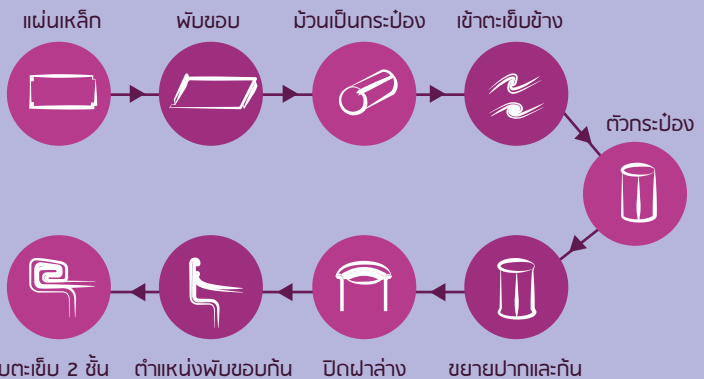 แผ่นเหล็ก
พับขอบ
ม้วนเป็นกระป๋อง
เข้าตะเข็บข้าง
ตัวกระป๋อง
ขยายปากและก้น
ปิดฝาล่าง
ตำแหน่งพับขอบก้น
ตะเข็บ 2 ชั้น